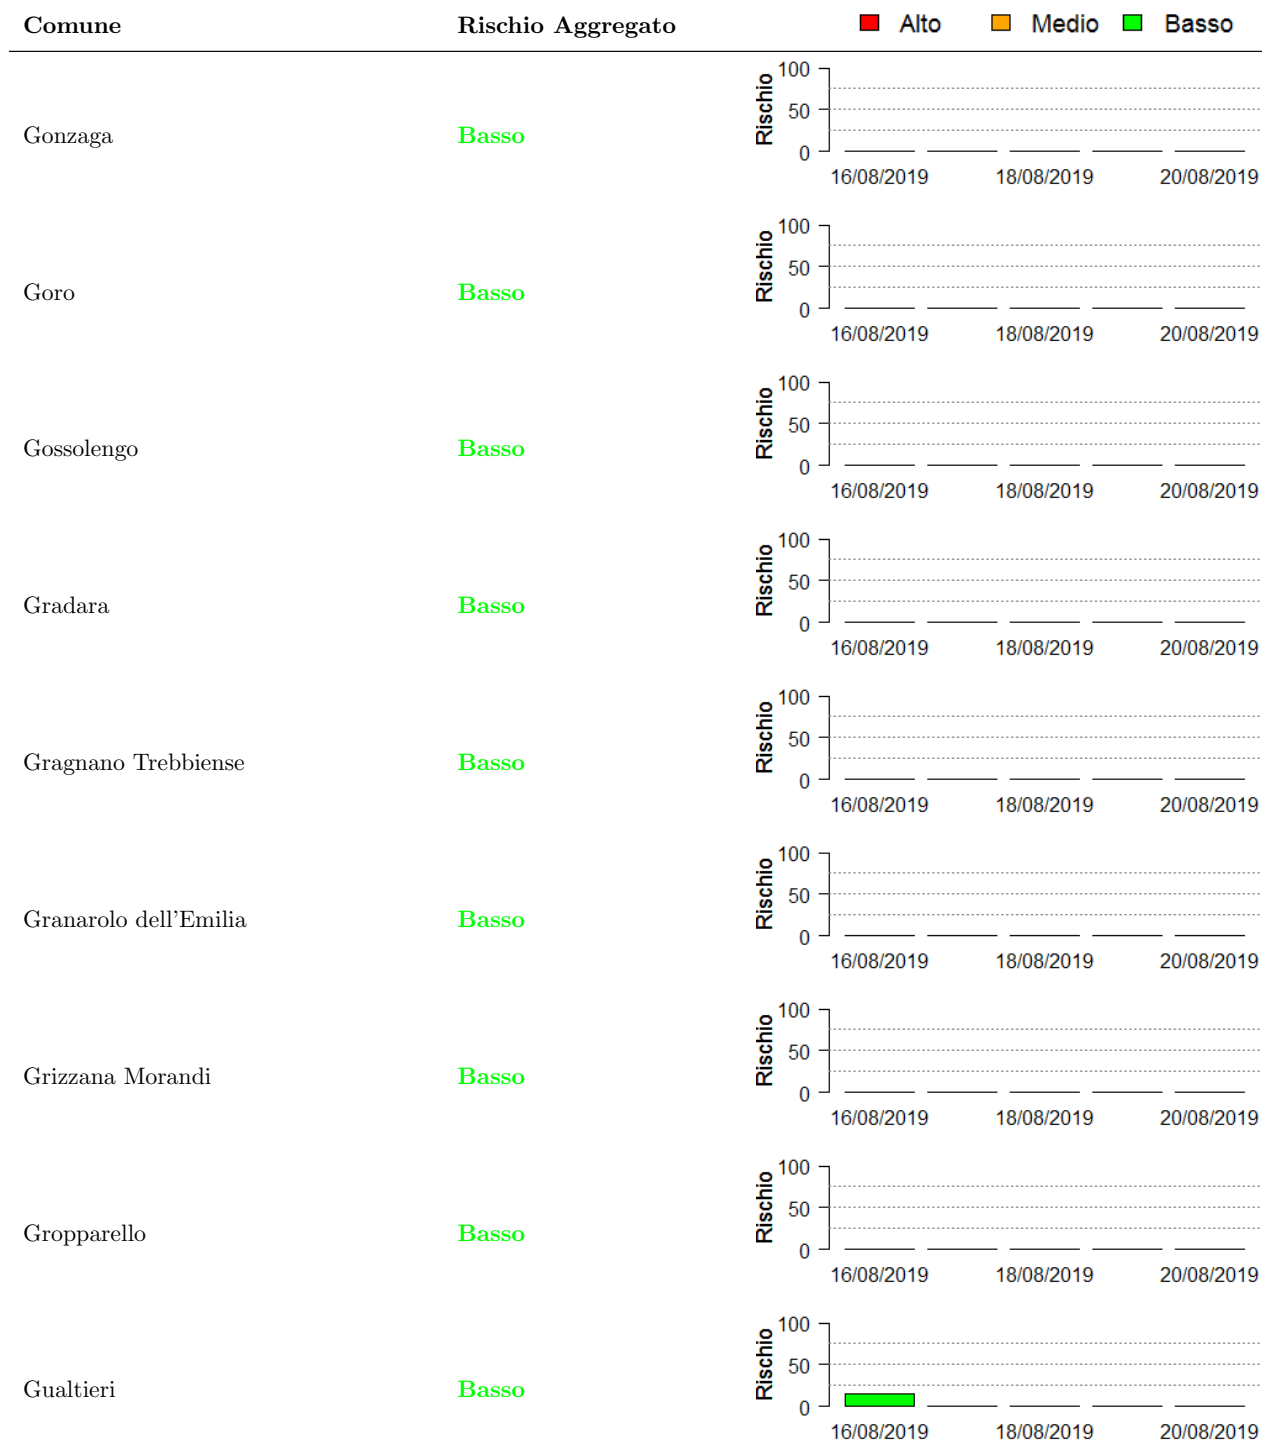 Comune Rischio Aggregato Alto Medio Basso
Gonzaga Basso
Rischio
100
50
0
16/08/2019 18/08/2019 20/08/2019
Goro Basso
Rischio
100
50
0
16/08/2019 18/08/2019 20/08/2019
Gossolengo Basso
Rischio
100
50
0
16/08/2019 18/08/2019 20/08/2019
Gradara Basso
Rischio
100
50
0
16/08/2019 18/08/2019 20/08/2019
Gragnano Trebbiense Basso
Rischio
100
50
0
16/08/2019 18/08/2019 20/08/2019
Granarolo dell'Emilia Basso
Rischio
100
50
0
16/08/2019 18/08/2019 20/08/2019
Grizzana Morandi Basso
Rischio
100
50
0
16/08/2019 18/08/2019 20/08/2019
Gropparello Basso
Rischio
100
50
0
16/08/2019 18/08/2019 20/08/2019
Gualtieri Basso
Rischio
100
50
0
16/08/2019 18/08/2019 20/08/2019